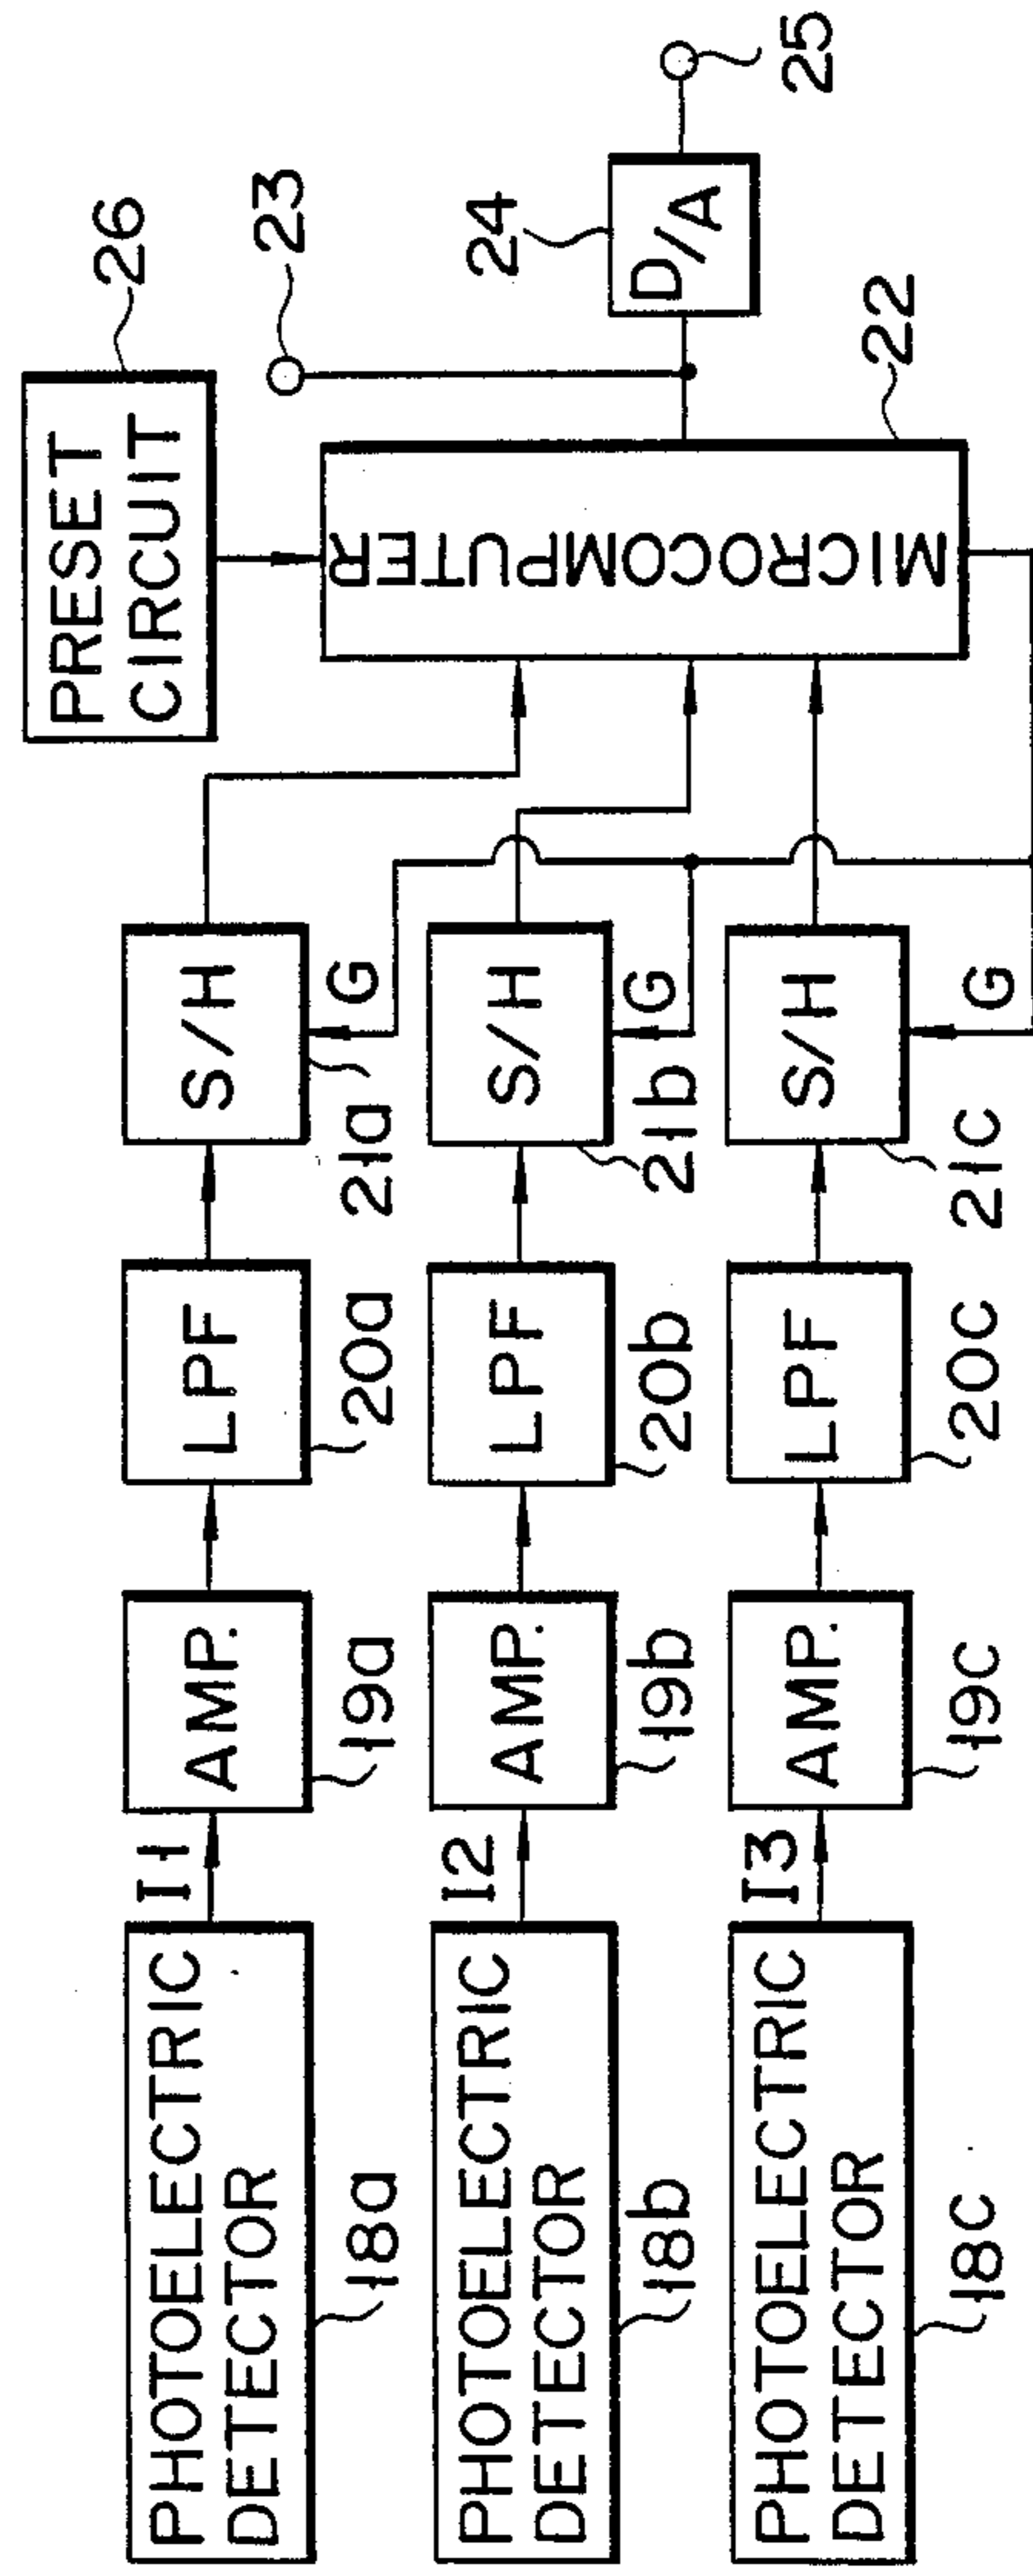 PHOTOELECTRIC
DETECTOR
18a
I1
AMP.
19a
LPF
20a
S/H
21a
G
PRESET
CIRCUIT
26
23
PHOTOELECTRIC
DETECTOR
18b
I2
AMP.
19b
LPF
20b
S/H
21b
G
MICROCOMPUTER
22
D/A
24
25
PHOTOELECTRIC
DETECTOR
18c
I3
AMP.
19c
LPF
20c
S/H
21c
G